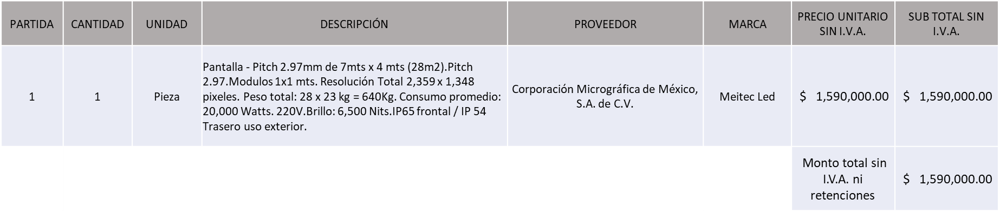 PARTIDA
CANTIDAD
UNIDAD
DESCRIPCIÓN
PROVEEDOR
MARCA
PRECIO UNITARIO
SIN I.V.A.
SUB TOTAL SIN
I.V.A.
1
1
Pieza
Pantalla - Pitch 2.97mm de 7mts x 4 mts (28m2).Pitch
2.97.Modulos 1x1 mts. Resolución Total 2,359 x 1,348
pixeles. Peso total: 28 x 23 kg = 640Kg. Consumo promedio:
20,000 Watts. 220V.Brillo: 6,500 Nits.IP65 frontal / IP 54
Trasero uso exterior.
Corporación Micrográfica de México,
S.A. de C.V.
Meitec Led
$ 1,590,000.00
$ 1,590,000.00
Monto total sin
I.V.A. ni
retenciones
$ 1,590,000.00